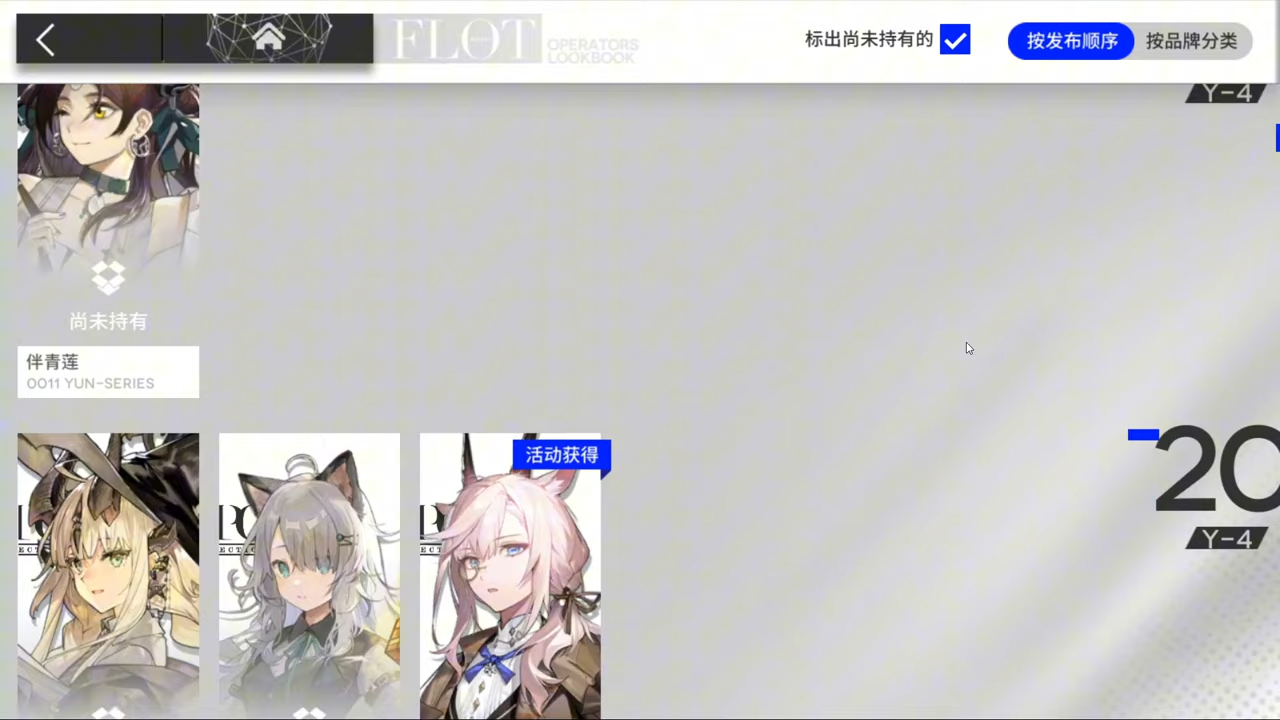 FLOT
OPERATORS
LOOKBOOK
标出尚未持有的
按发布顺序
按品牌分类
Y-4
尚未持有
伴青莲
0011 YUN-SERIES
活动获得
20
Y-4